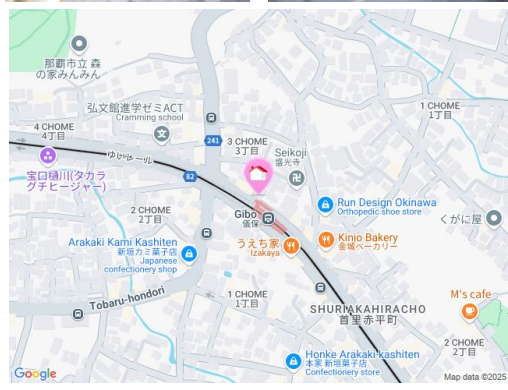 那覇市立 森
の家みんみん
弘文館進学ゼミACT
Cramming school
1 CHOME
1丁目
4 CHOME
4丁目
241
3 CHOME
3丁目
Seikoji
盛光寺
宝口樋川(タカラ
グチヒージャー)
ゆいレール
82
2 CHOME
2丁目
Gibo
儀保
Run Design Okinawa
Orthopedic shoe store
くがに屋
Arakaki Kami Kashiten
新垣カミ菓子店
Japanese
confectionery shop
うえち家
Izakaya
Kinjo Bakery
金城ベーカリー
Tobaru-hondori
1 CHOME
1丁目
SHURIAKAHIRACHO
首里赤平町
M's cafe
2 CHOME
2丁目
Honke Arakaki-kashiten
本家 新垣菓子店
Confectionery store
Google
Map data ©2025